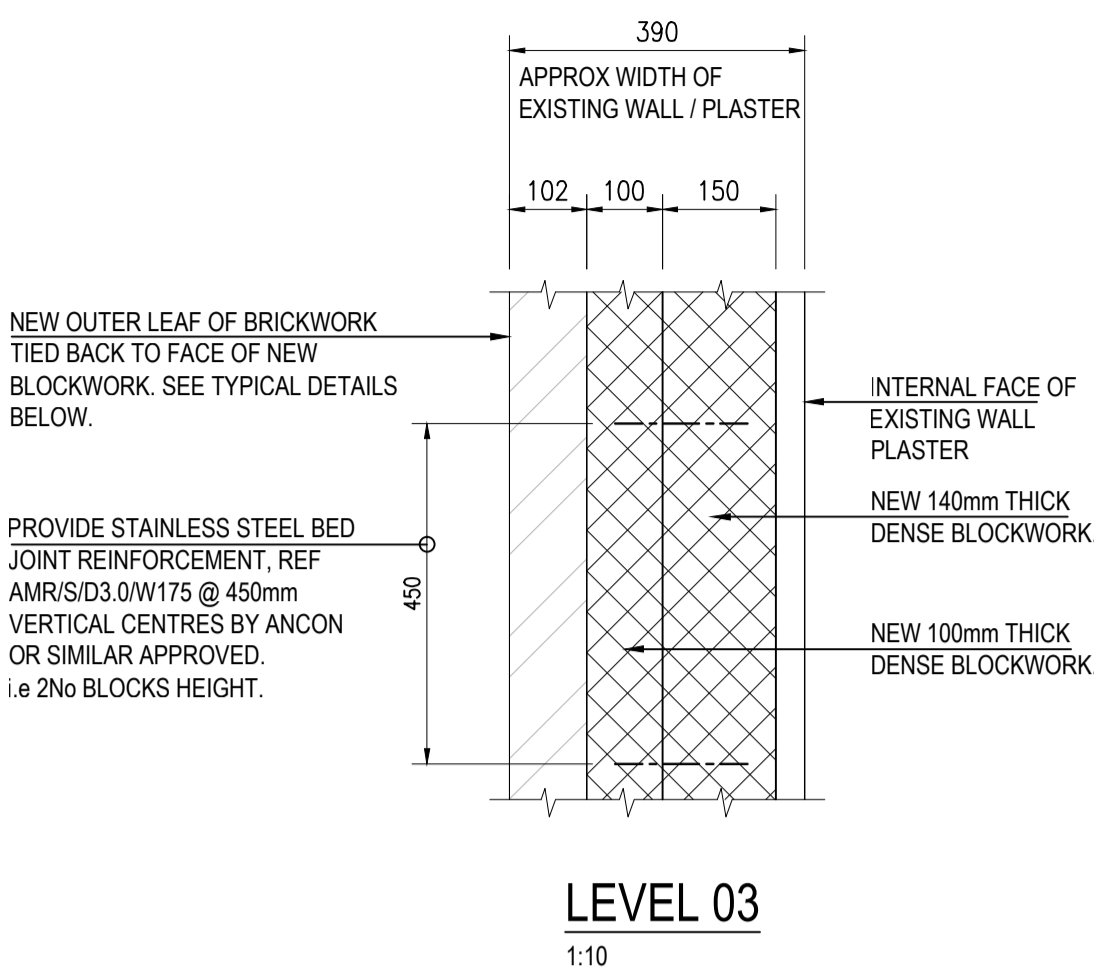 390
APPROX WIDTH OF
EXISTING WALL / PLASTER
102
100
150
NEW OUTER LEAF OF BRICKWORK
TIED BACK TO FACE OF NEW
BLOCKWORK. SEE TYPICAL DETAILS
BELOW.
PROVIDE STAINLESS STEEL BED
JOINT REINFORCEMENT, REF
AMR/S/D3.0/W175 @ 450mm
VERTICAL CENTRES BY ANCON
OR SIMILAR APPROVED.
i.e 2No BLOCKS HEIGHT.
450
INTERNAL FACE OF
EXISTING WALL
PLASTER
NEW 140mm THICK
DENSE BLOCKWORK.
NEW 100mm THICK
DENSE BLOCKWORK.
LEVEL 03
1:10